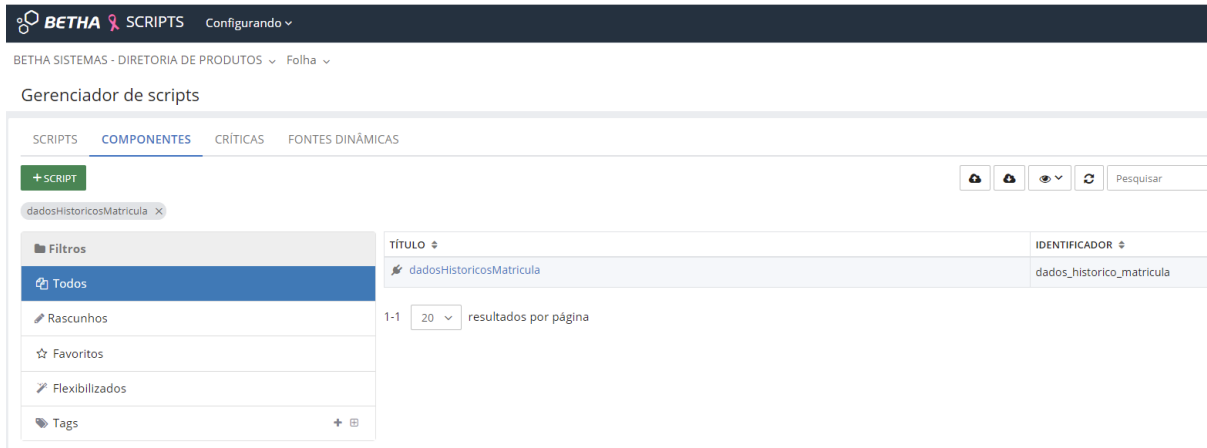 BETHA SCRIPTS Configurando
BETHA SISTEMAS - DIRETORIA DE PRODUTOS Folha
Gerenciador de scripts
SCRIPTS COMPONENTES CRÍTICAS FONTES DINÂMICAS
+ SCRIPT Pesquisar
dadosHistoricosMatricula ×
Filtros
Todos
Rascunhos
Favoritos
Flexibilizados
Tags
TÍTULO IDENTIFICADOR
dadosHistoricosMatricula dados_historico_matricula
1-1 20 resultados por página